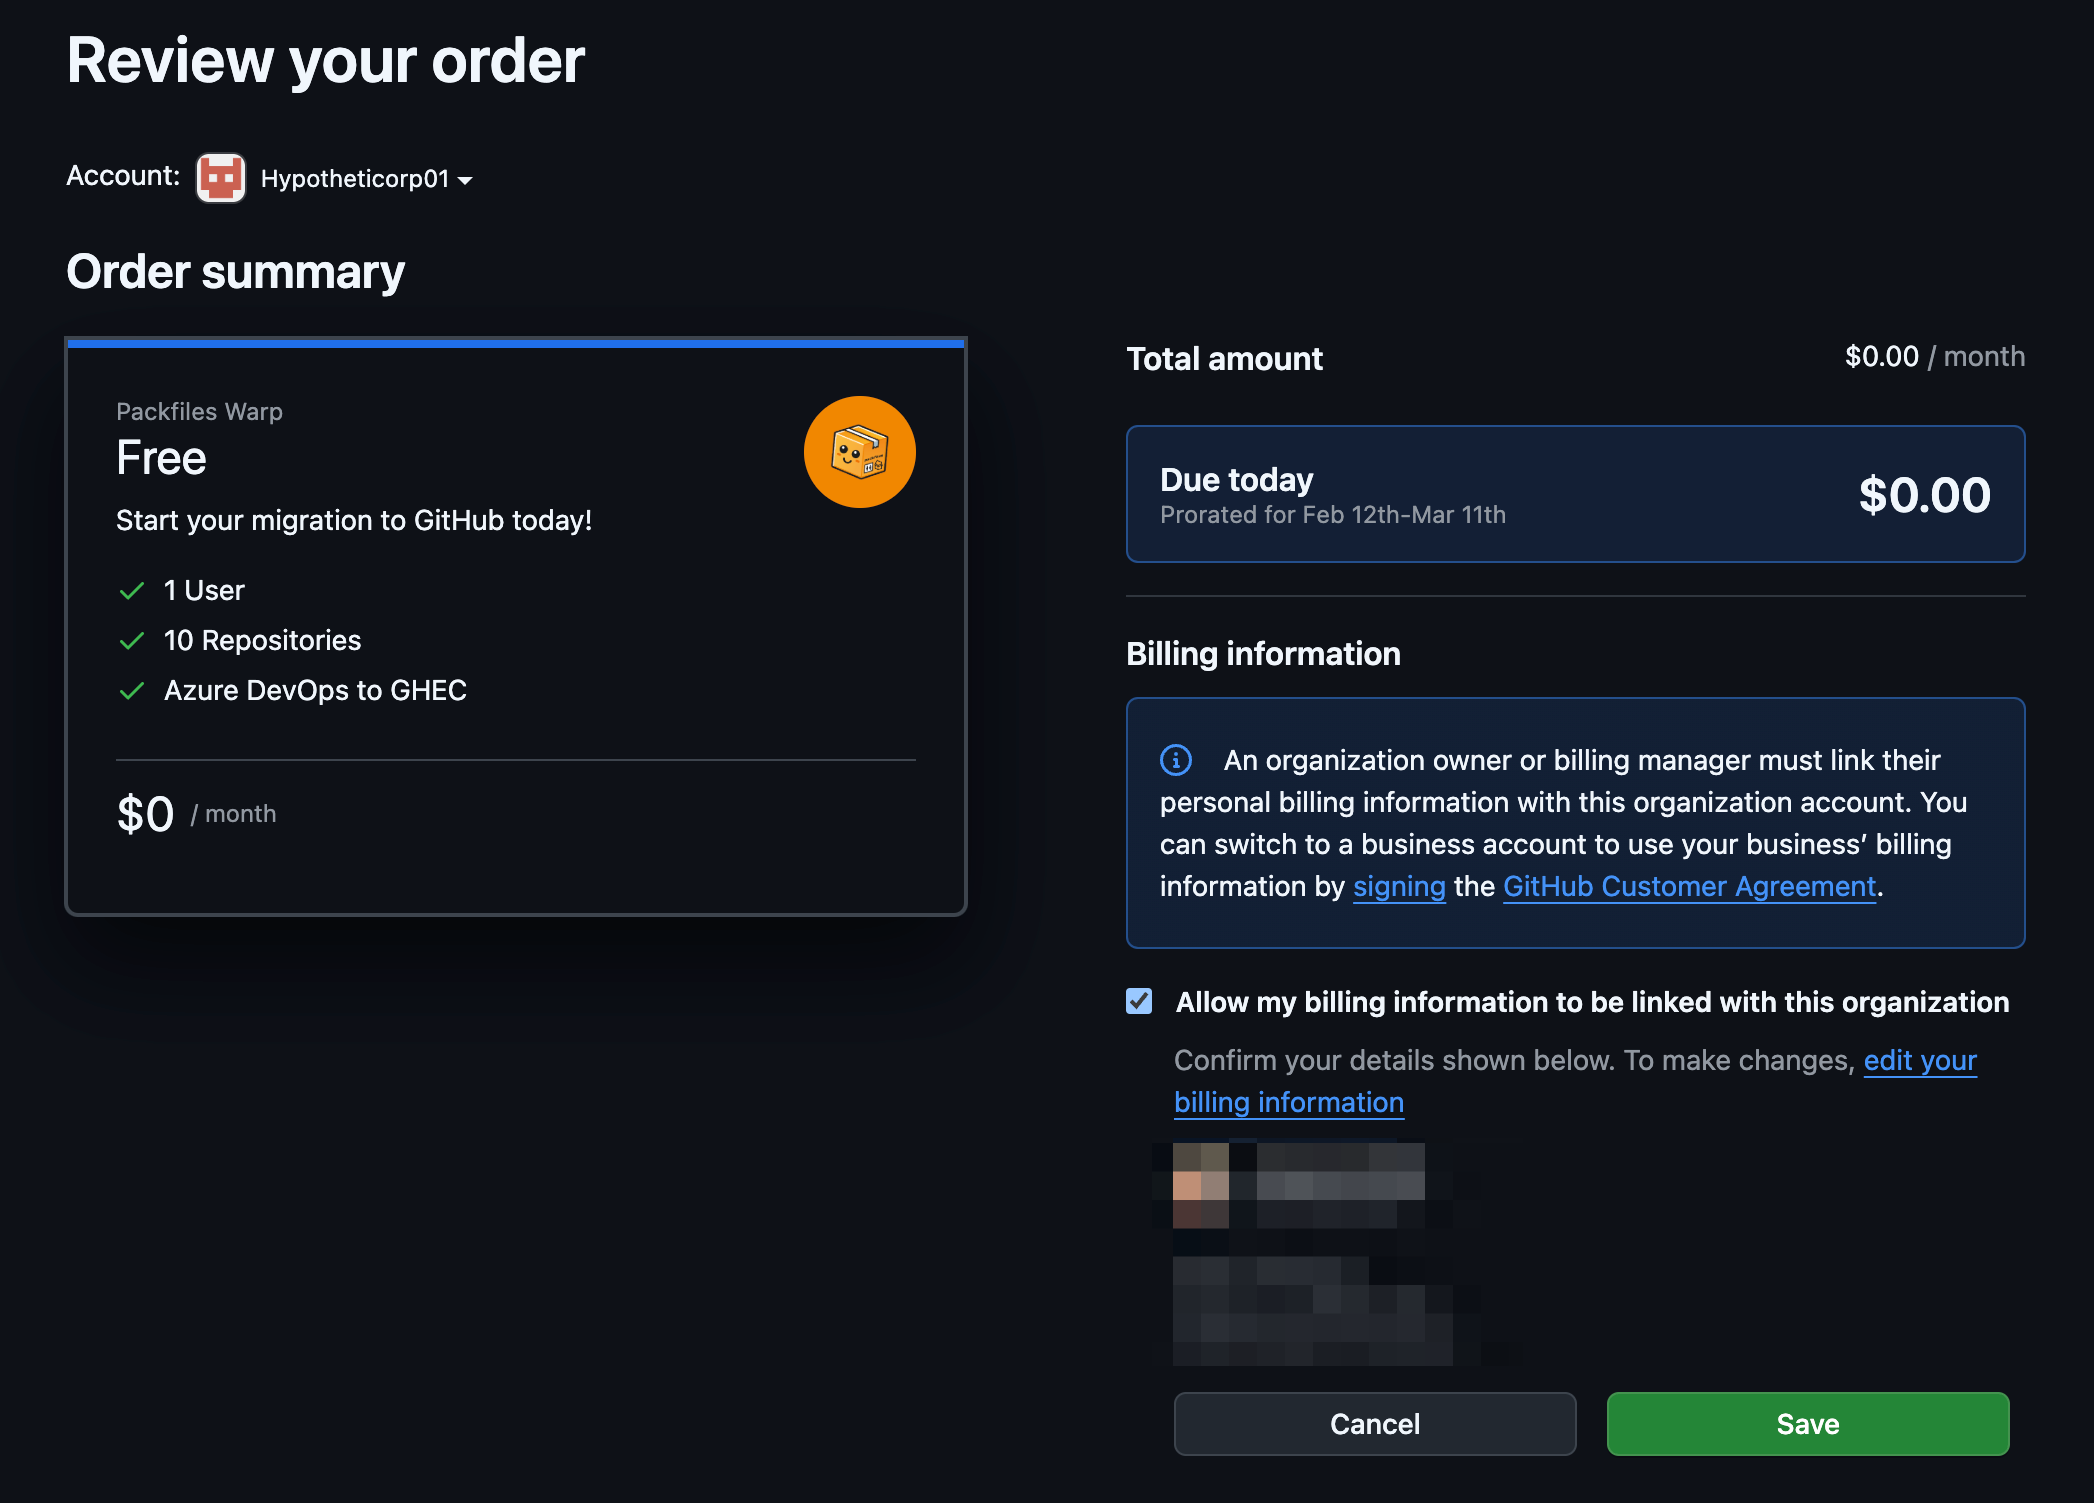 Review your order
Account: Hypotheticorp01
Order summary
Packfiles Warp
Free
Start your migration to GitHub today!
1 User
10 Repositories
Azure DevOps to GHEC
$0 / month
Total amount $0.00 / month
Due today
Prorated for Feb 12th-Mar 11th
$0.00
Billing information
An organization owner or billing manager must link their
personal billing information with this organization account. You
can switch to a business account to use your business’ billing
information by signing the GitHub Customer Agreement.
Allow my billing information to be linked with this organization
Confirm your details shown below. To make changes, edit your
billing information
Cancel
Save